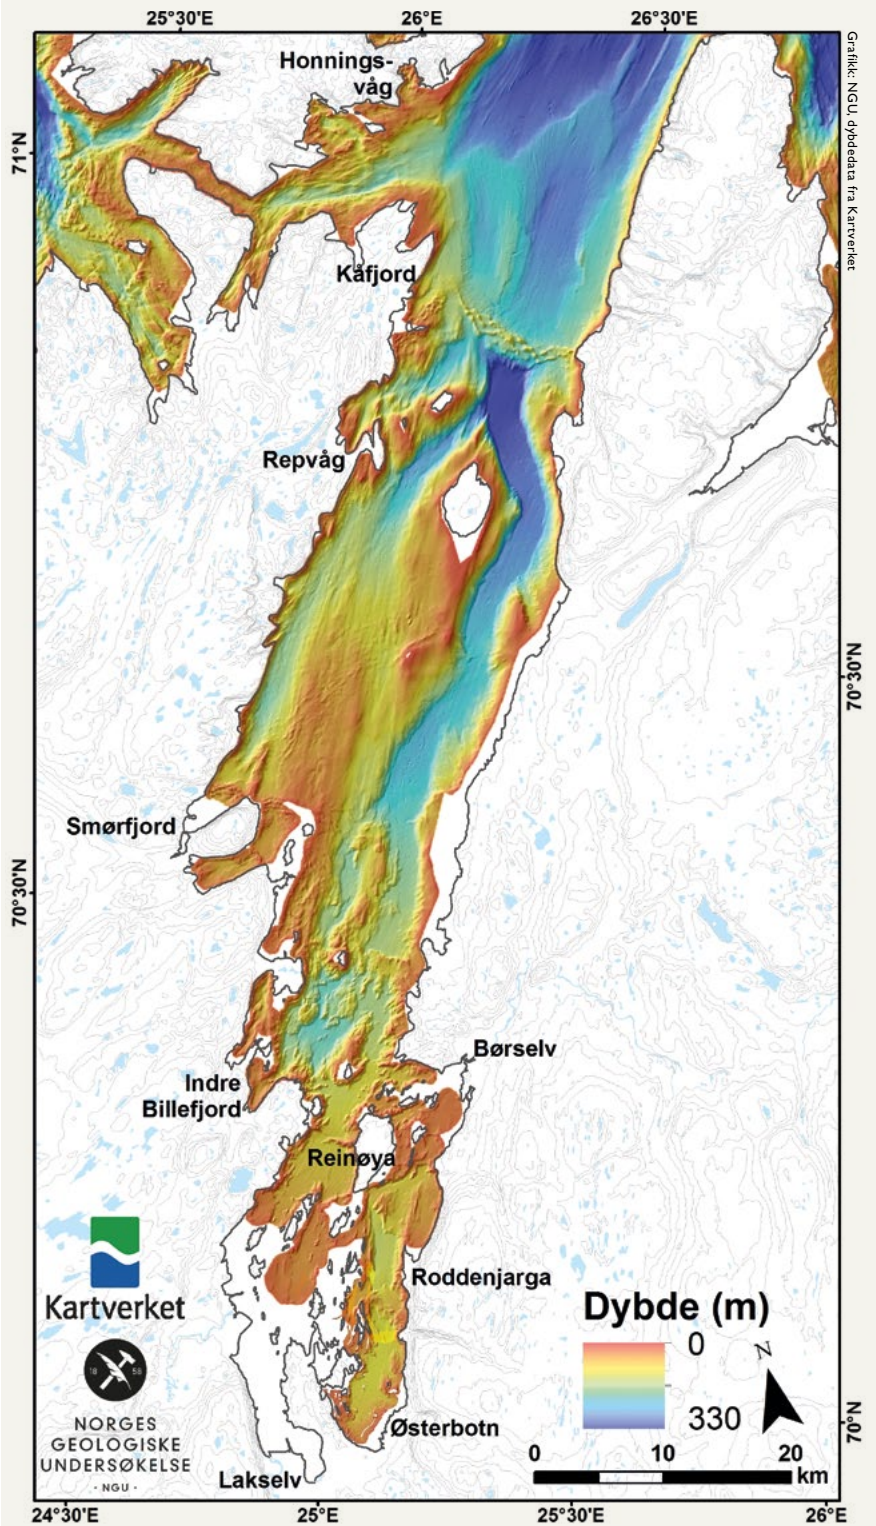 25°30'E
26°E
26°30'E
Grafikk: NGU, dybdedata fra Kartverket
71°N
Honnings-
våg
Kåfjord
Repvåg
70°30'N
Smørfjord
70°30'N
Børselv
Indre
Billefjord
Reinøya
Roddenjarga
Kartverket
Dybde (m)
0
330
N
18 58
NORGES
GEOLOGISKE
UNDERSØKELSE
· NGU ·
Østerbotn
70°N
0 10 20
km
Lakselv
24°30'E
25°E
25°30'E
26°E